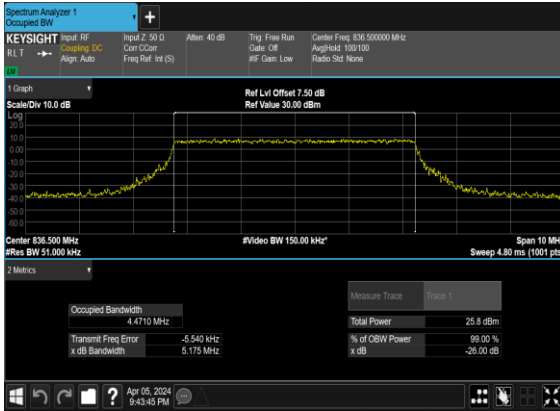 Spectrum Analyzer 1
Occupied BW
+
KEYSIGHT Input: RF Input Z: 50 Ω Atten: 40 dB Trig: Free Run Center Freq: 836.500000 MHz
RLT Coupling: DC Corr CCorr Gate: Off Avg|Hold: 100/100
Align: Auto Freq Ref: Int (S) #IF Gain: Low Radio Std: None
1 Graph
Ref Lvl Offset 7.50 dB
Scale/Div 10.0 dB Ref Value 30.00 dBm
Log
20.0
10.0
0.00
-10.0
-20.0
-30.0
-40.0
-50.0
-60.0
Center 836.500 MHz #Video BW 150.00 kHz* Span 10 MH
#Res BW 51.000 kHz Sweep 4.80 ms (1001 pts
2 Metrics
Measure Trace Trace 1
Occupied Bandwidth
4.4710 MHz Total Power 25.8 dBm
Transmit Freq Error -5.540 kHz % of OBW Power 99.00 %
x dB Bandwidth 5.175 MHz x dB -26.00 dB
?
Apr 05, 2024
9:43:45 PM